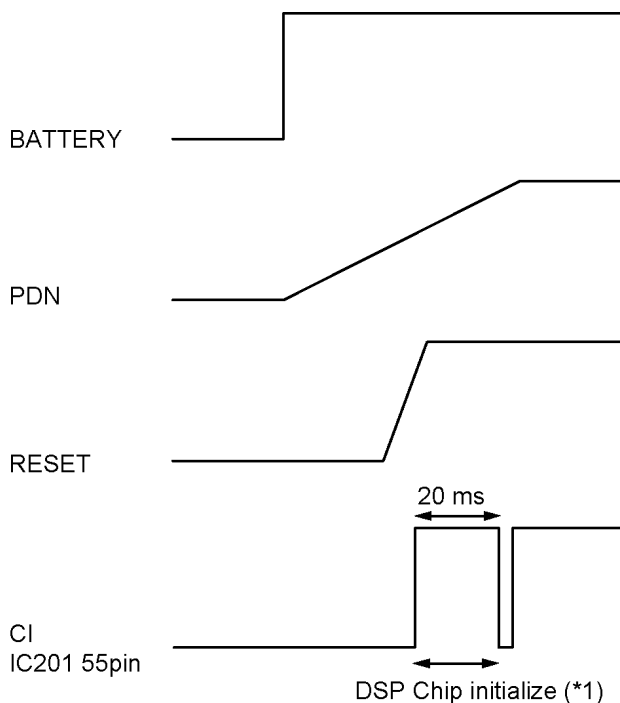 BATTERY
PDN
RESET
20 ms
CI
IC201 55pin
DSP Chip initialize (*1)